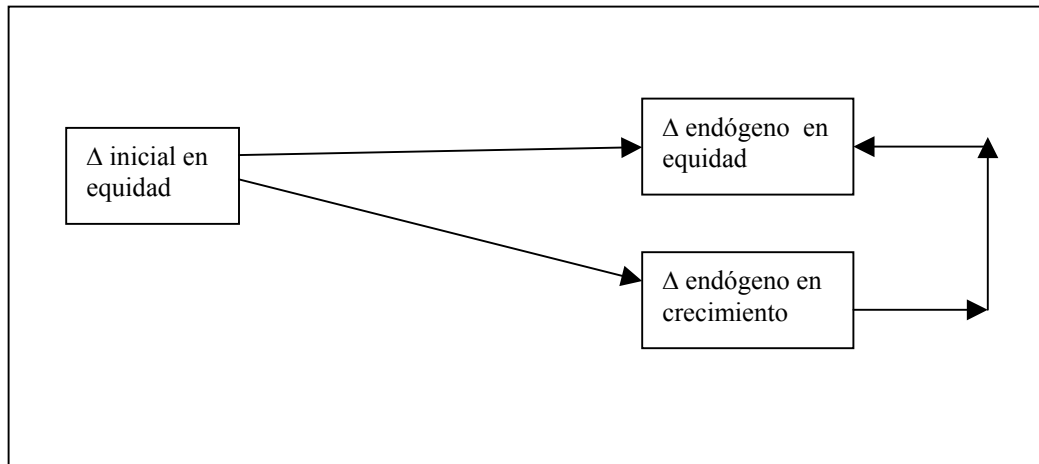 Δ inicial en
equidad
Δ endógeno en
equidad
Δ endógeno en
crecimiento